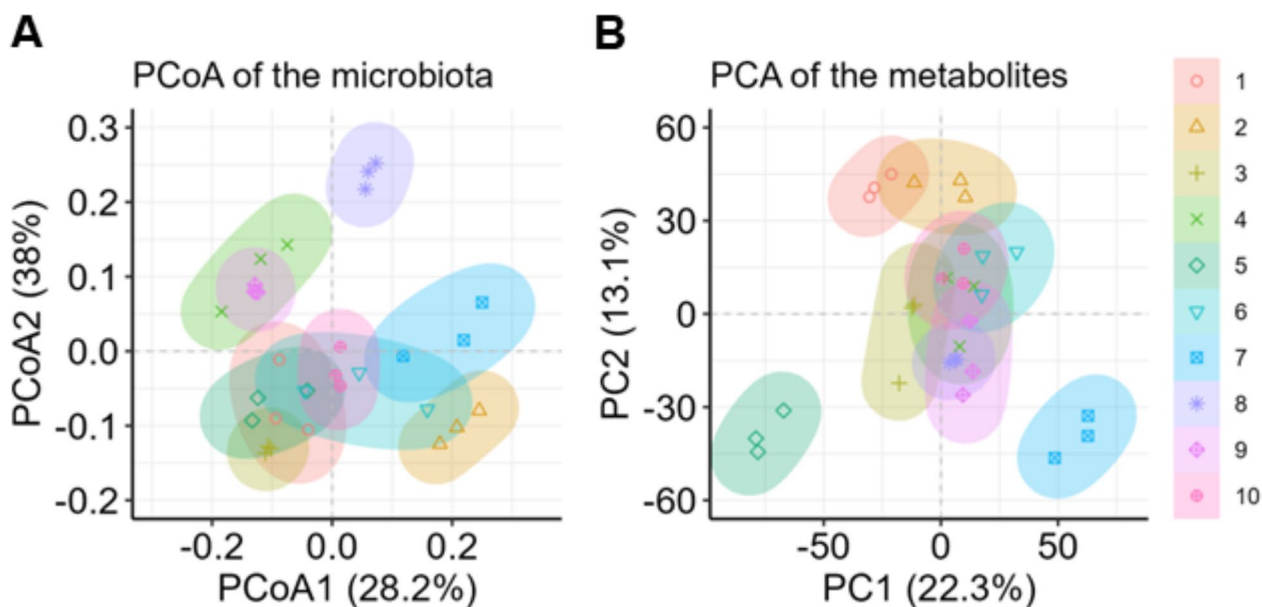 A
PCoA of the microbiota
0.3
0.2
0.1
0.0
-0.1
-0.2
PCoA2 (38%)
-0.2 0.0 0.2
PCoA1 (28.2%)
B
PCA of the metabolites
60
30
0
-30
-60
PC2 (13.1%)
-50 0 50
PC1 (22.3%)
1
2
3
4
5
6
7
8
9
10